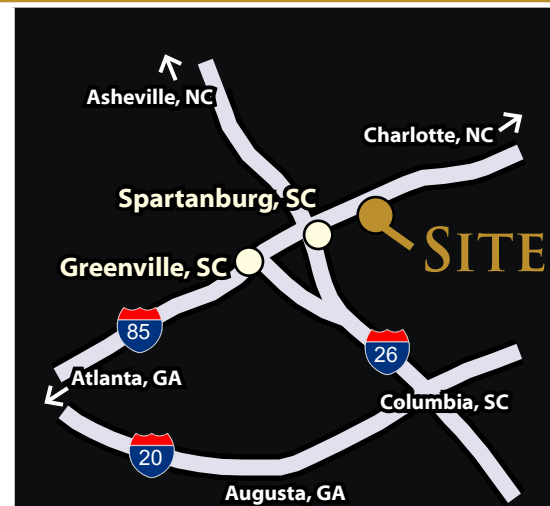 Asheville, NC
Charlotte, NC
Spartanburg, SC
SITE
Greenville, SC
85
26
Atlanta, GA
Columbia, SC
20
Augusta, GA